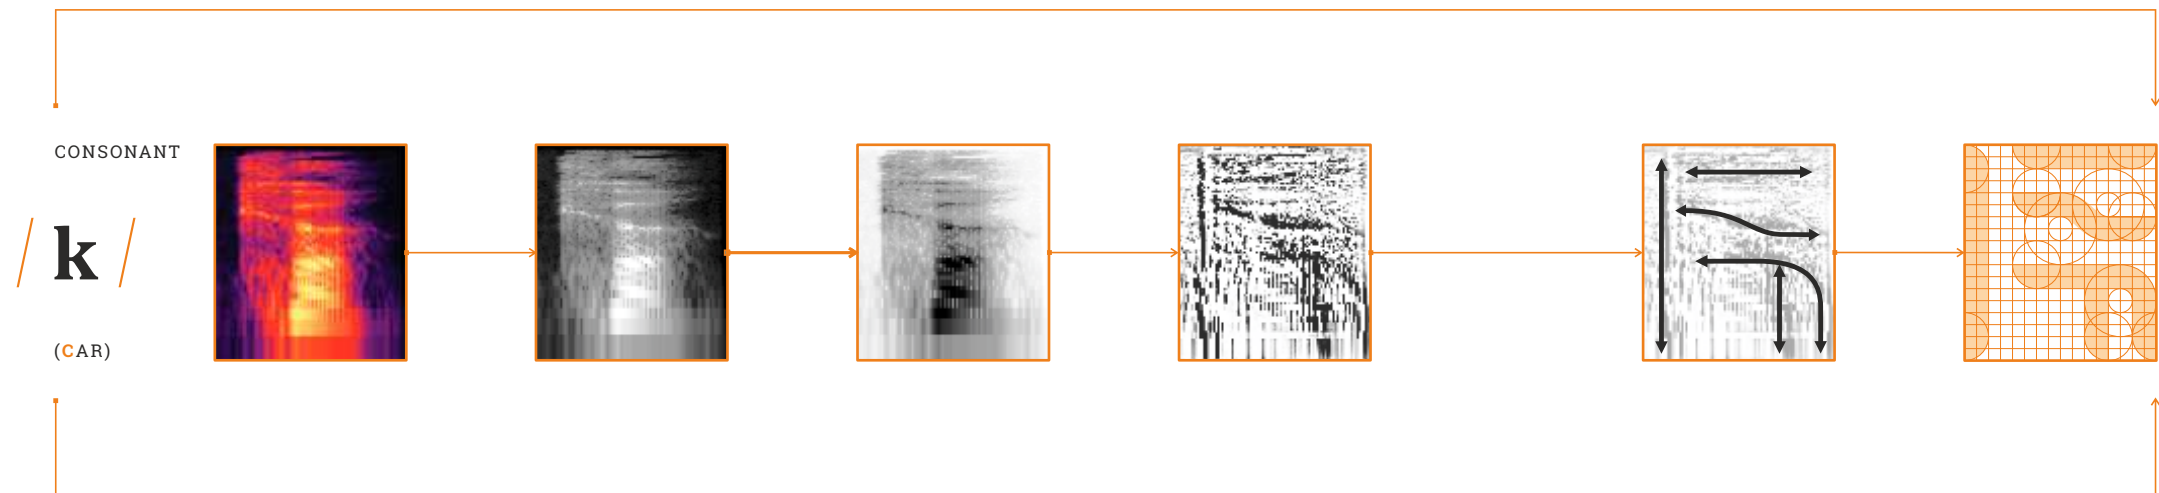 CONSONANT
/ k /
(CAR)